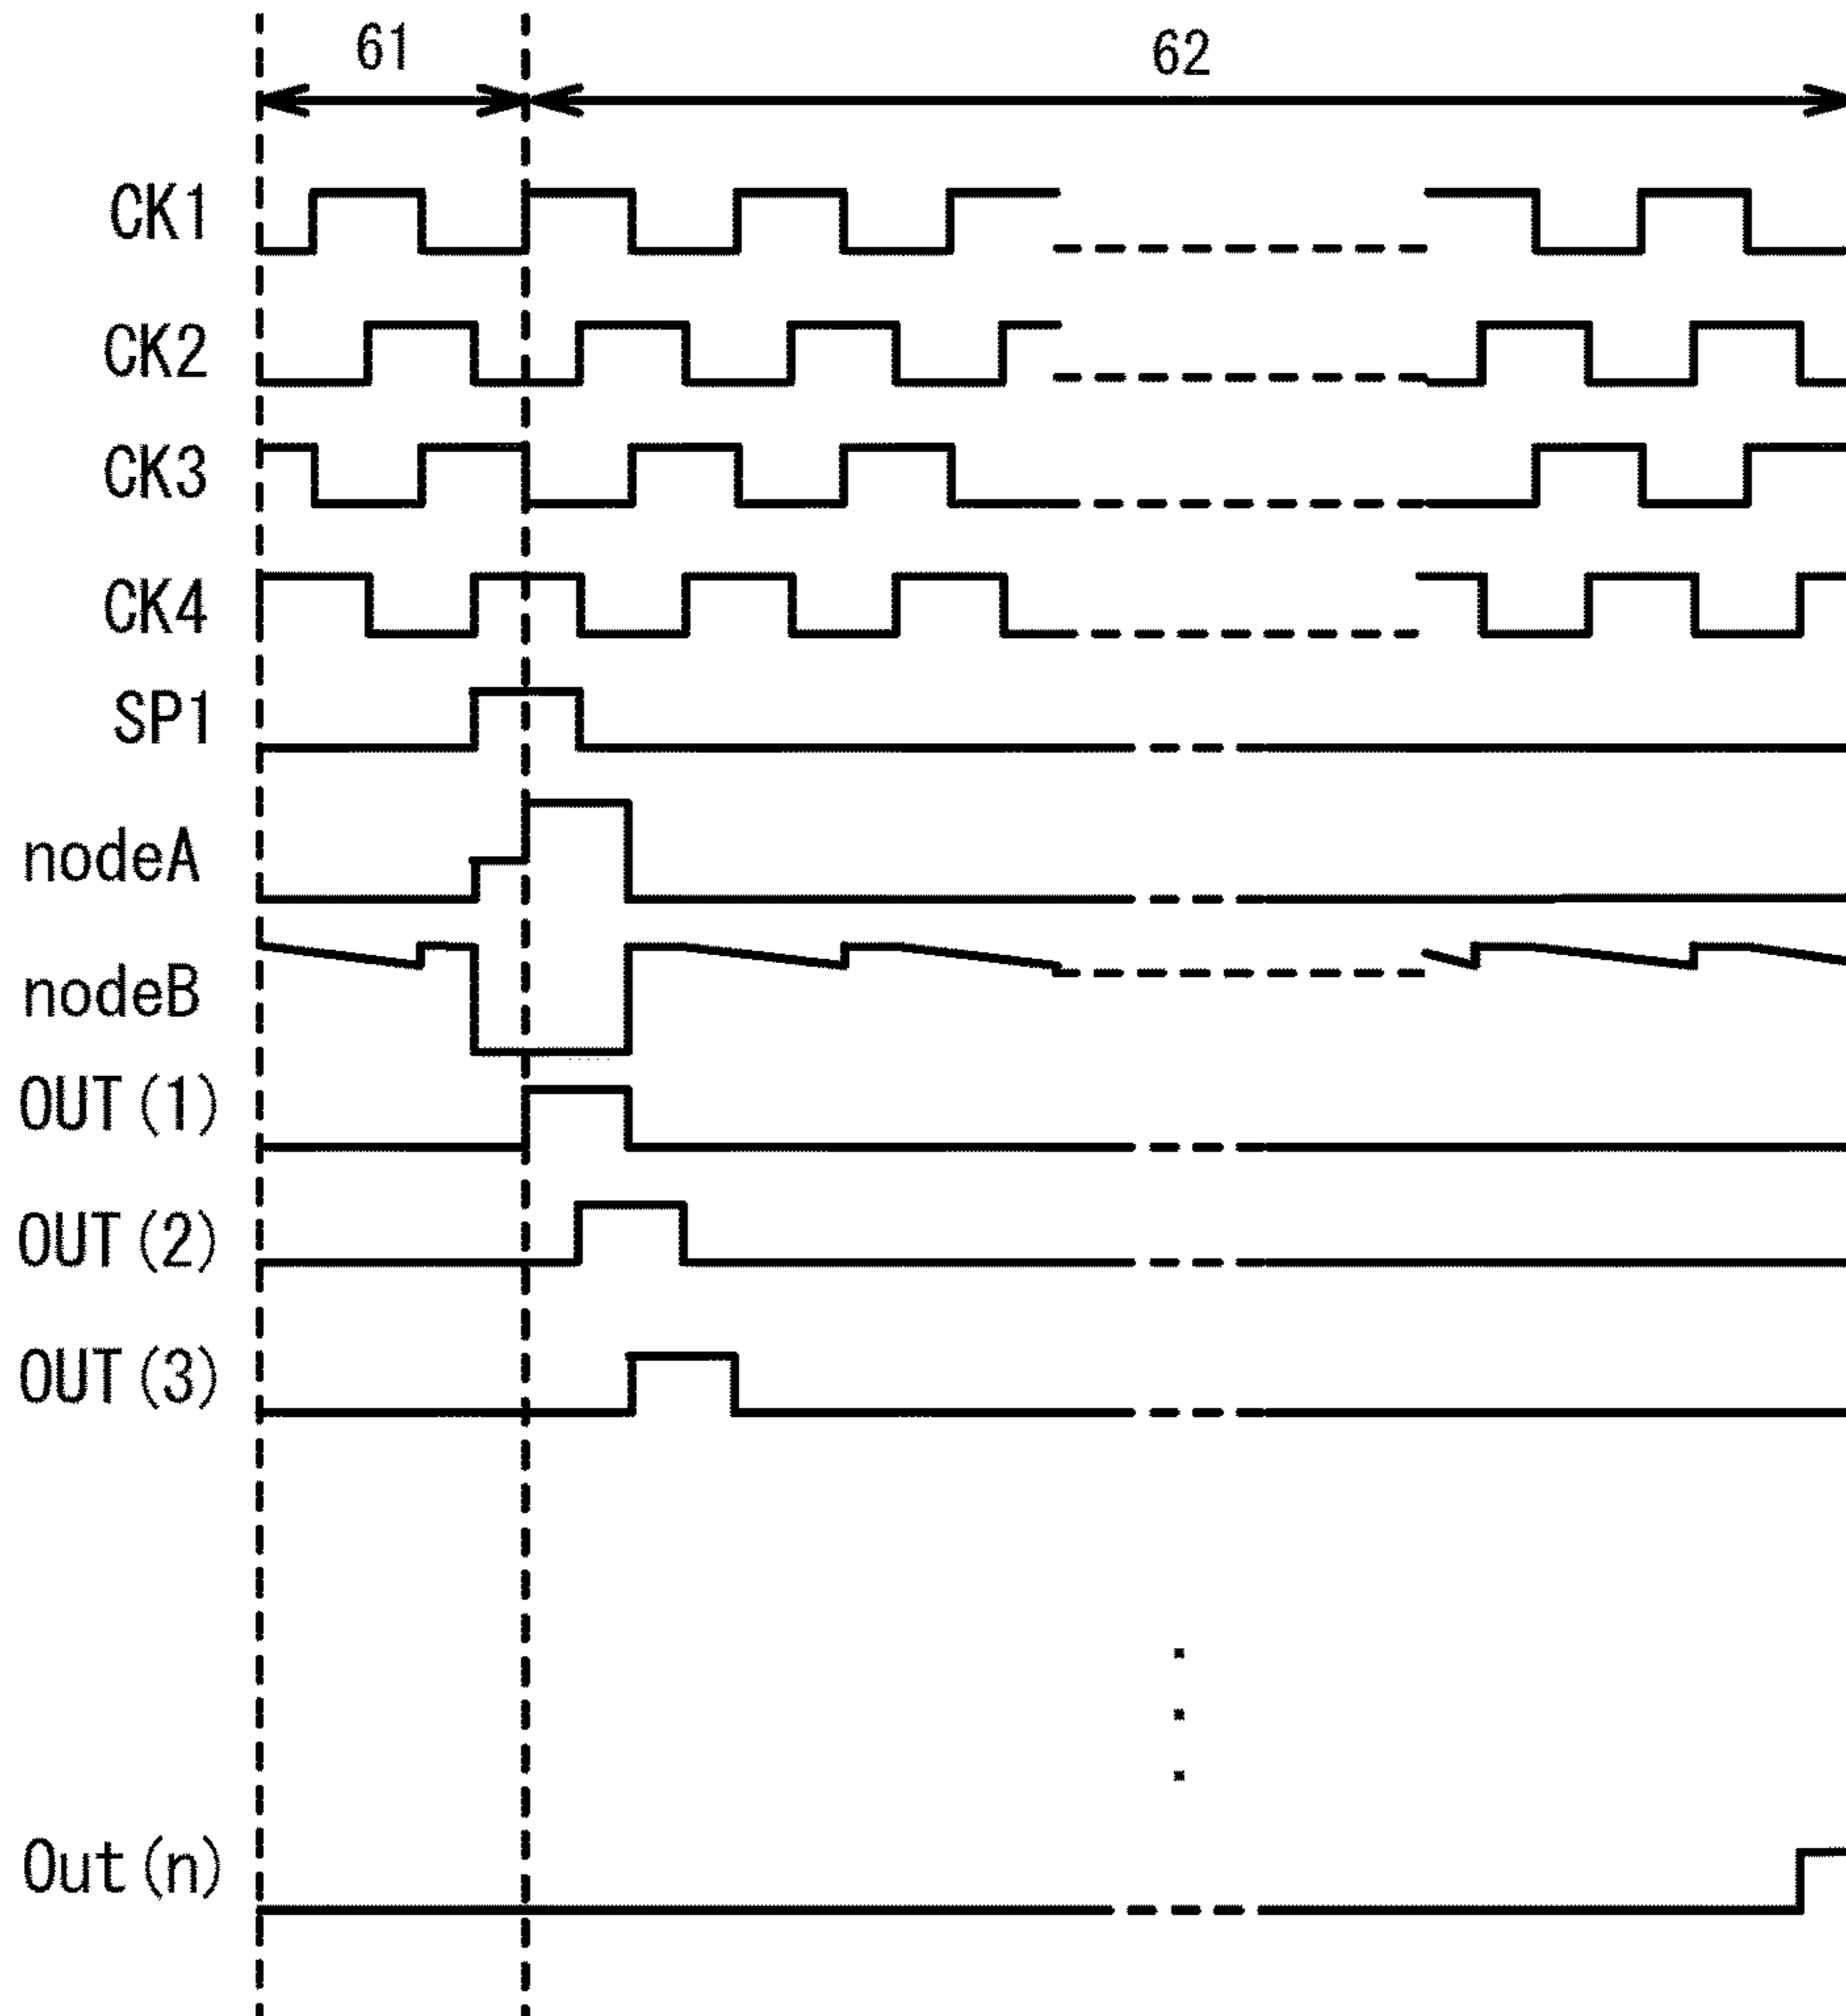 61 62
CK1
CK2
CK3
CK4
SP1
nodeA
nodeB
OUT(1)
OUT(2)
OUT(3)
Out(n)